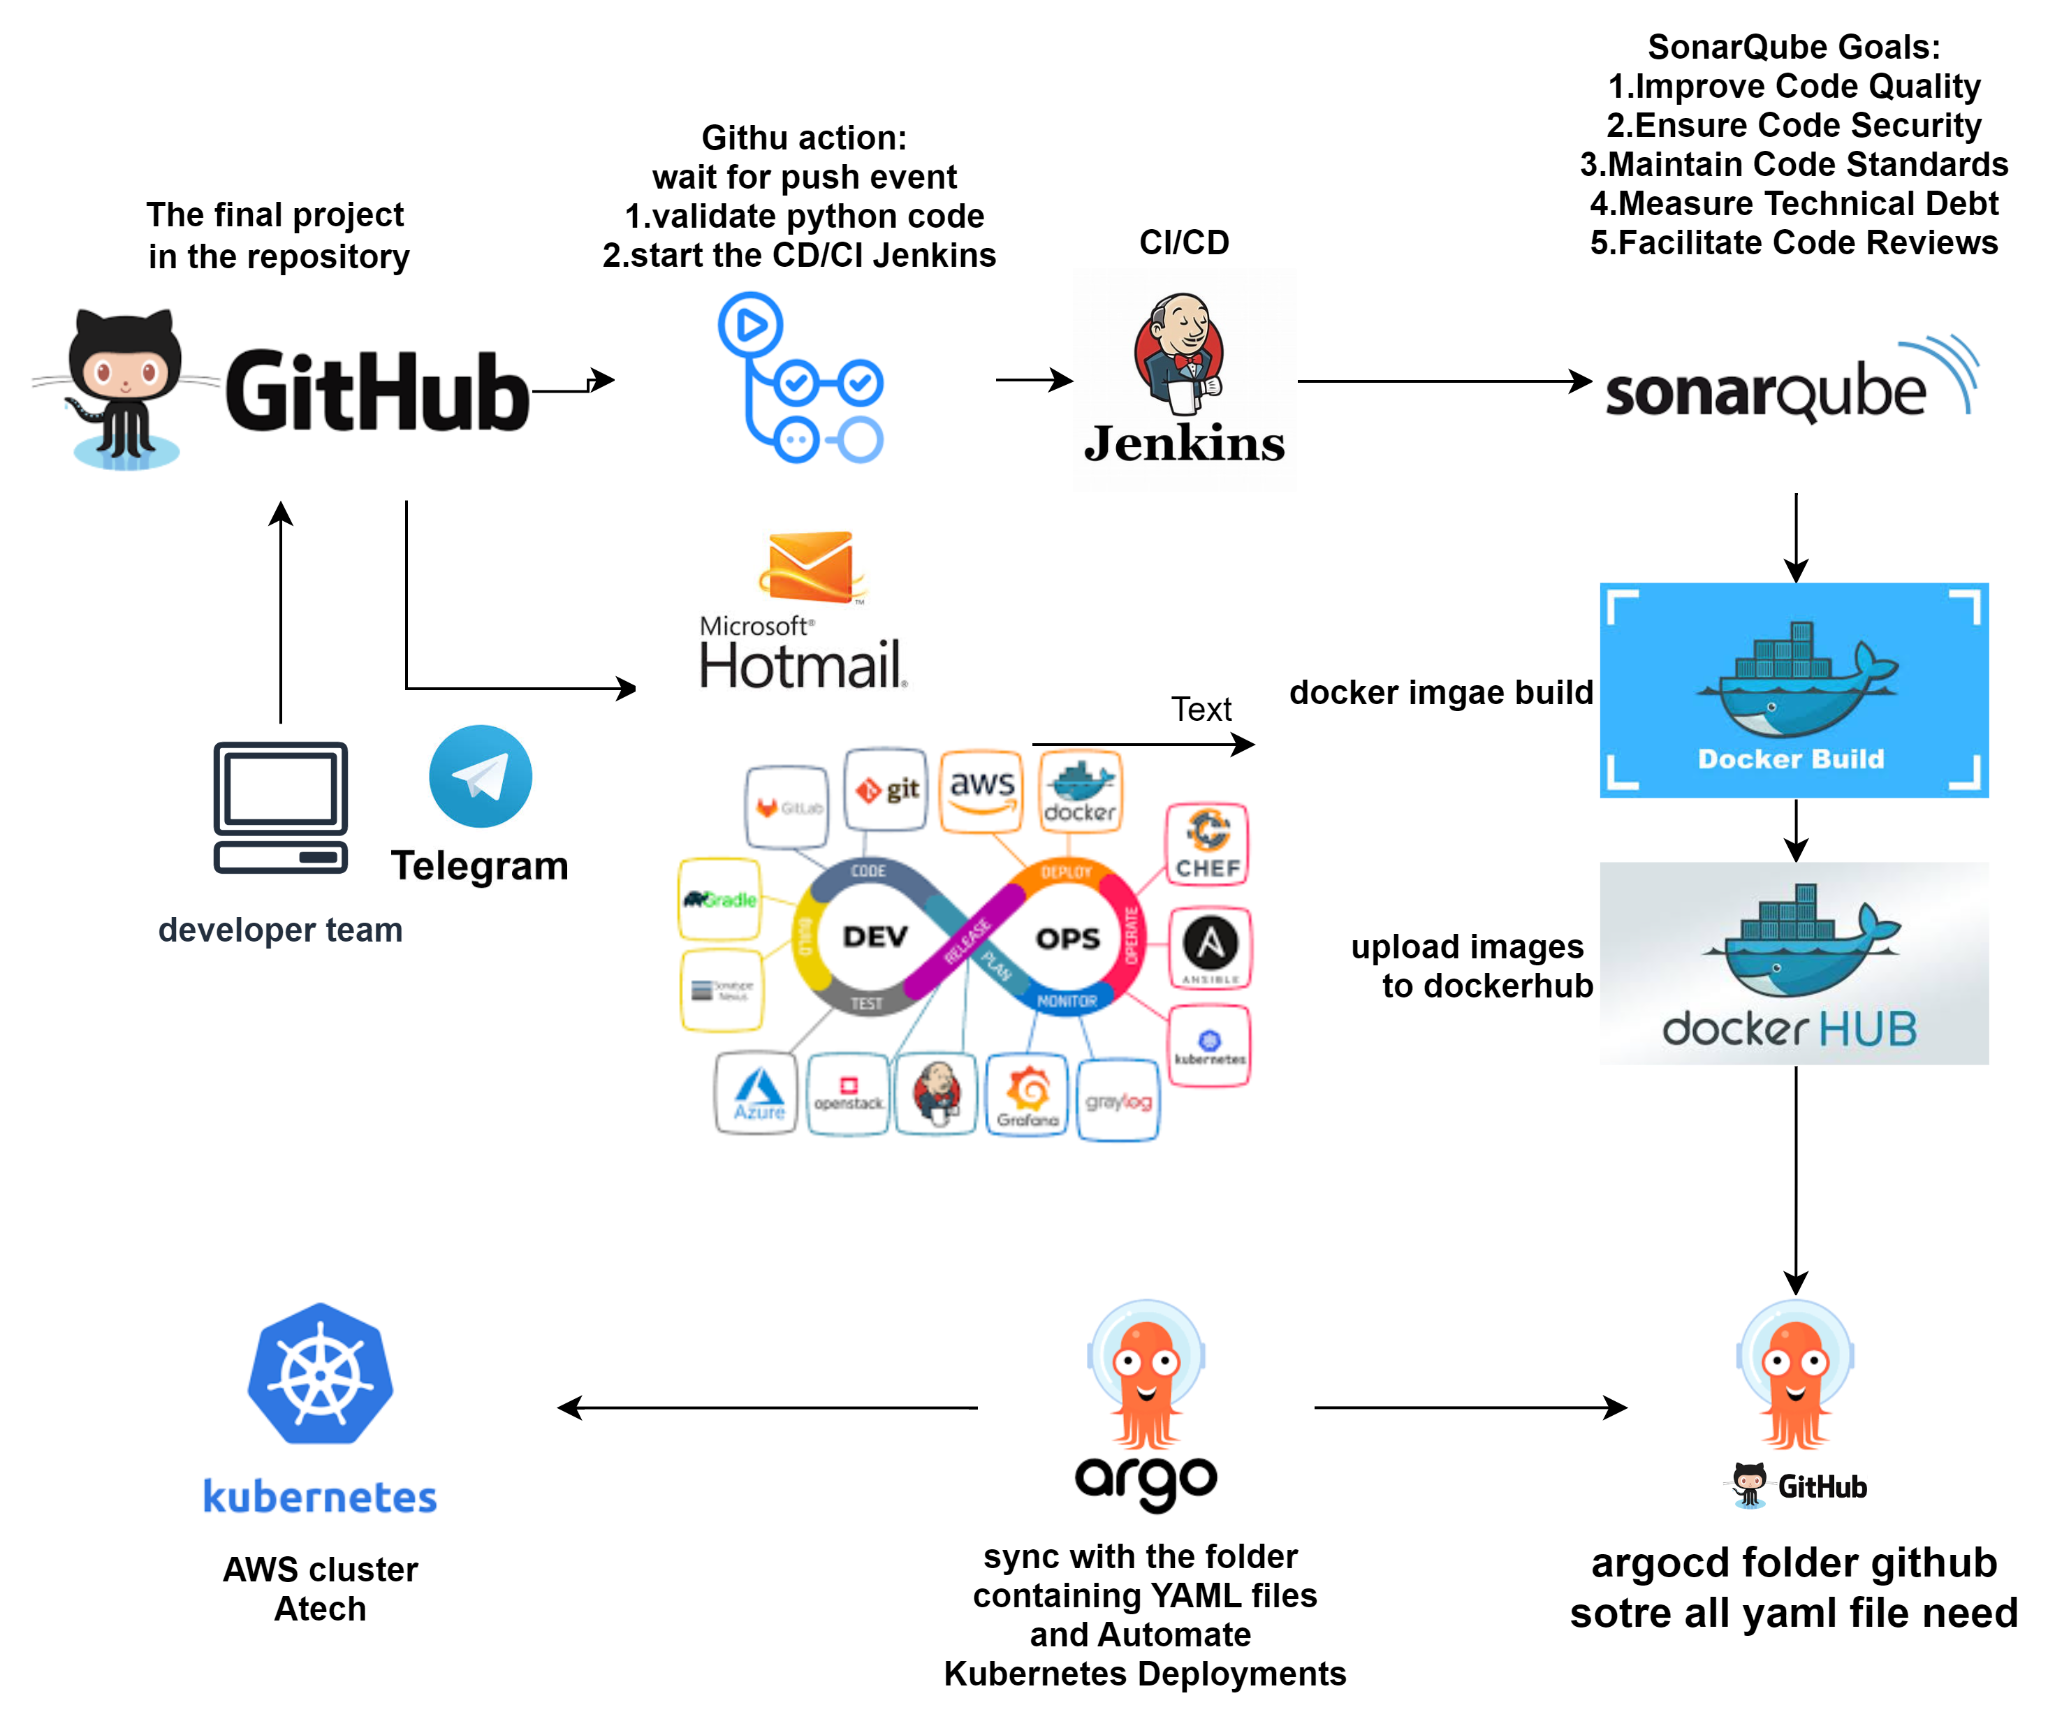 SonarQube Goals:
1.Improve Code Quality
2.Ensure Code Security
3.Maintain Code Standards
4.Measure Technical Debt
5.Facilitate Code Reviews
Githu action:
wait for push event
1.validate python code
2.start the CD/CI Jenkins
The final project
in the repository
CI/CD
GitHub
Jenkins
sonarqube
Microsoft®
Hotmail®
TM
docker imgae build
Docker Build
Text
Telegram
developer team
GitLab
git
aws
docker
CHEF
Gradle
CODE
DEPLOY
BUILD
DEV
RELEASE
PLAN
OPS
OPERATE
ANSIBLE
Sonatype
Nexus
TEST
MONITOR
kubernetes
Azure
openstack.
Grafana
graylog
upload images
to dockerhub
docker HUB
kubernetes
AWS cluster
Atech
argo
sync with the folder
containing YAML files
and Automate
Kubernetes Deployments
GitHub
argocd folder github
sotre all yaml file need